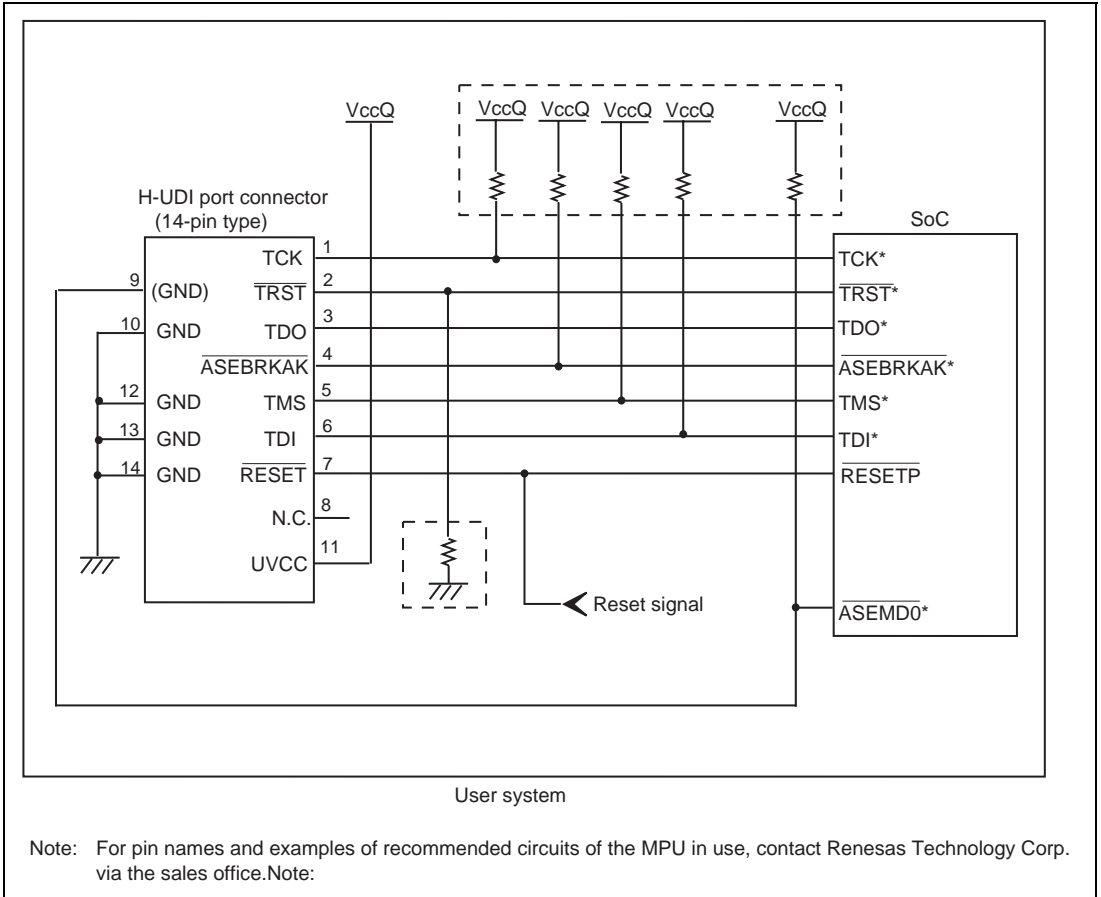 VccQ VccQ VccQ VccQ VccQ VccQ
H-UDI port connector
(14-pin type)
SoC
TCK 1 TCK*
9 (GND) TRST 2 TRST*
10 GND TDO 3 TDO*
ASEBRKAK 4 ASEBRKAK*
12 GND TMS 5 TMS*
13 GND TDI 6 TDI*
14 GND RESET 7 RESETP
N.C. 8
UVCC 11
Reset signal
ASEMD0*
User system
Note: For pin names and examples of recommended circuits of the MPU in use, contact Renesas Technology Corp.
via the sales office.Note: